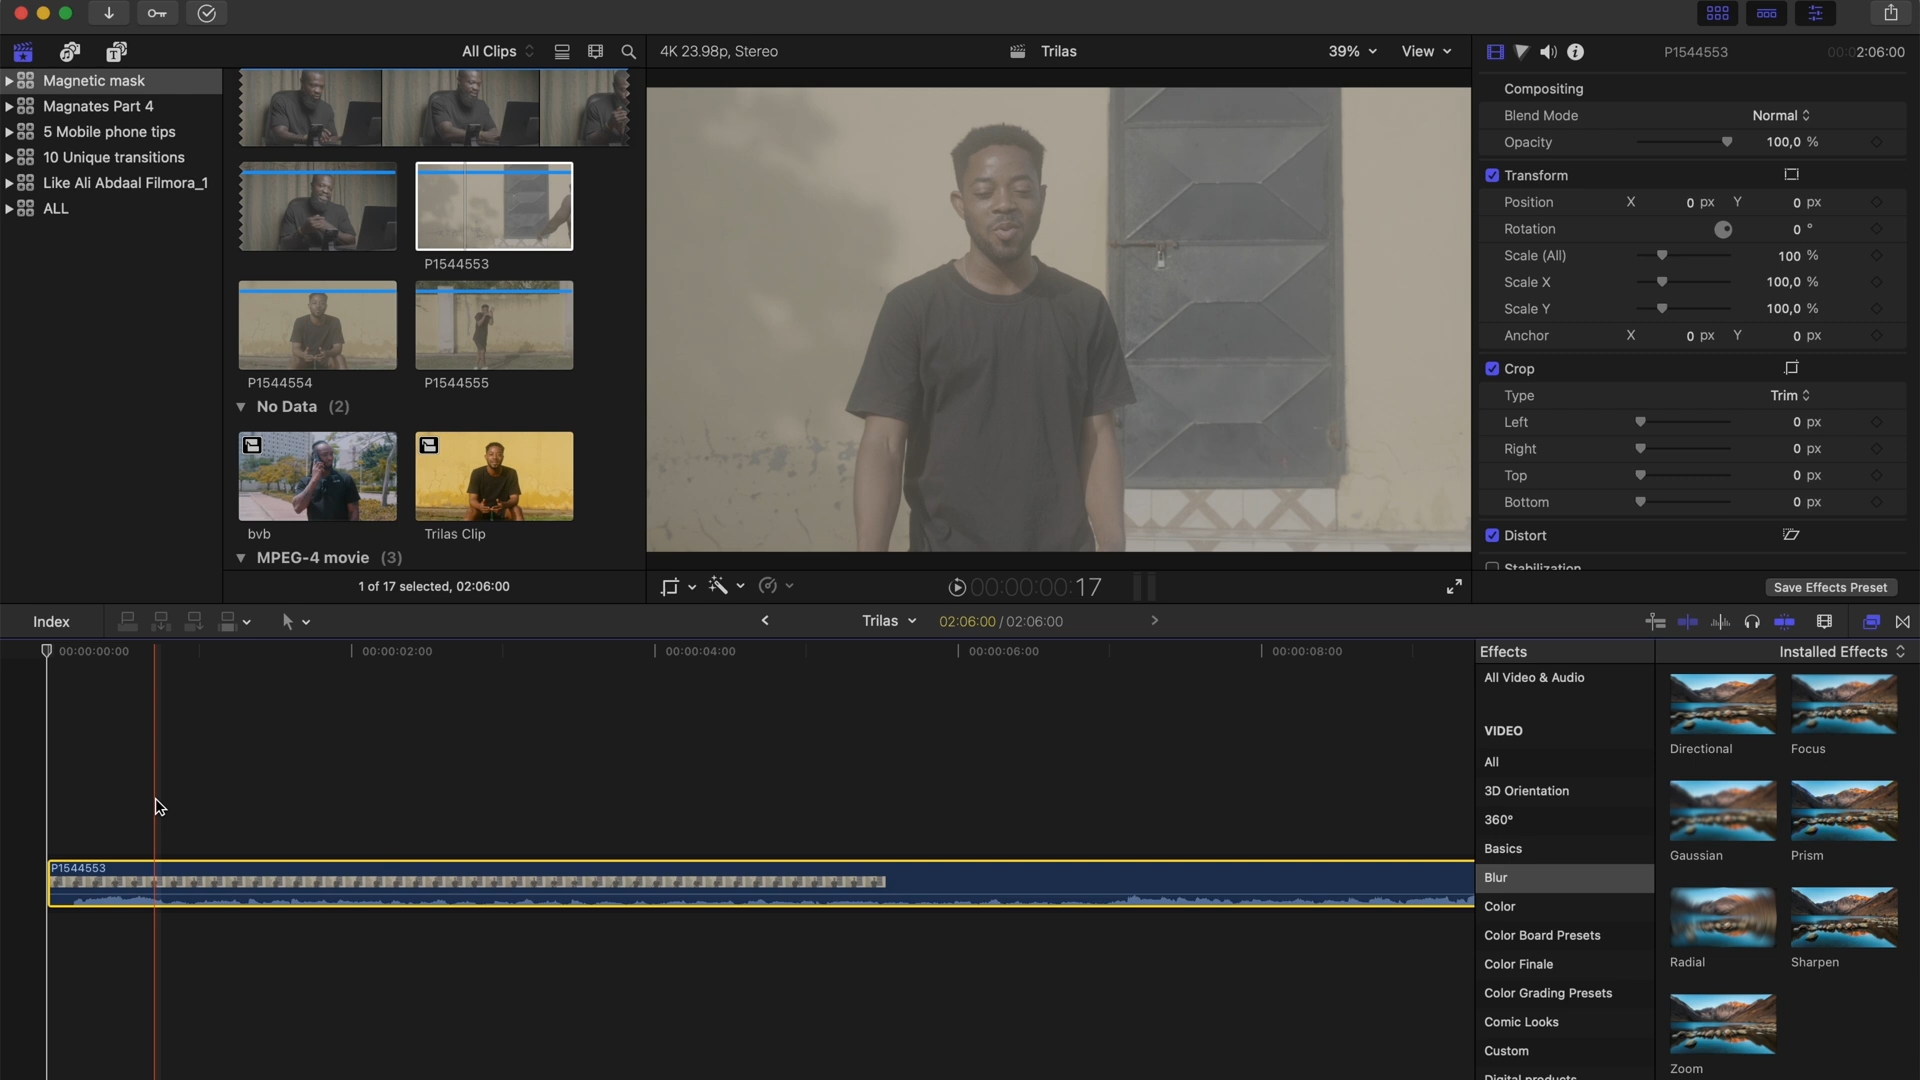 All Clips
4K 23.98p, Stereo
Trilas
39%
View
P1544553
00:00:02:06:00
Magnetic mask
Magnates Part 4
5 Mobile phone tips
10 Unique transitions
Like Ali Abdaal Filmora_1
ALL
P1544553
P1544554
P1544555
No Data (2)
bvb
Trilas Clip
MPEG-4 movie (3)
1 of 17 selected, 02:06:00
00:00:00:17
Compositing
Blend Mode Normal
Opacity 100,0 %
Transform
Position X 0 px Y 0 px
Rotation 0 °
Scale (All) 100 %
Scale X 100,0 %
Scale Y 100,0 %
Anchor X 0 px Y 0 px
Crop
Type Trim
Left 0 px
Right 0 px
Top 0 px
Bottom 0 px
Distort
Stabilization
Save Effects Preset
Index
Trilas
02:06:00 / 02:06:00
00:00:00:00
00:00:02:00
00:00:04:00
00:00:06:00
00:00:08:00
P1544553
Effects
Installed Effects
All Video & Audio
VIDEO
All
3D Orientation
360°
Basics
Blur
Color
Color Board Presets
Color Finale
Color Grading Presets
Comic Looks
Custom
Digital products
Directional
Focus
Gaussian
Prism
Radial
Sharpen
Zoom